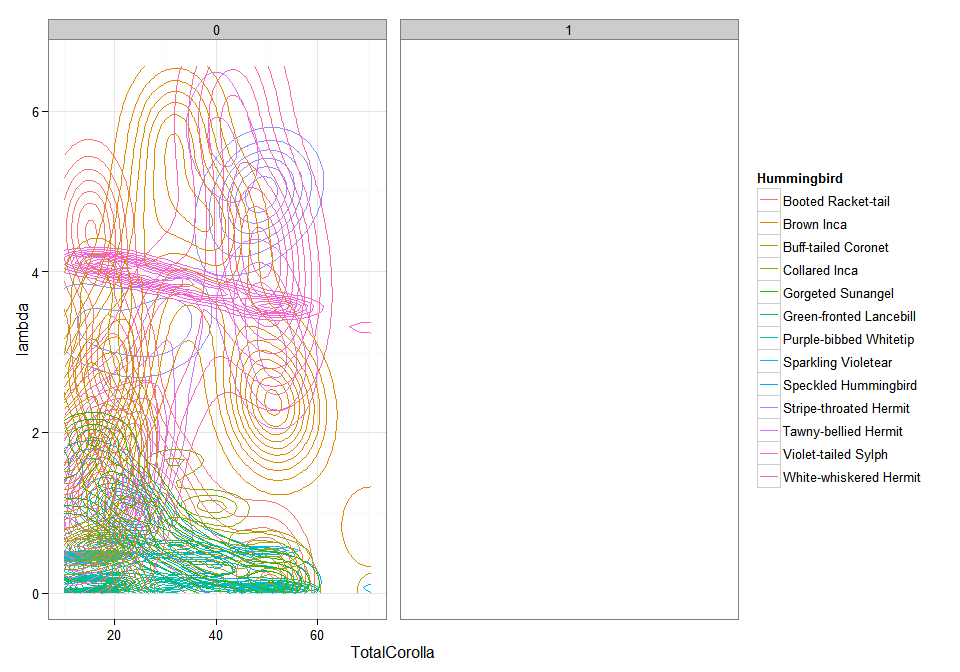 0
1
6
4
2
0
lambda
20
40
60
TotalCorolla
Hummingbird
Booted Racket-tail
Brown Inca
Buff-tailed Coronet
Collared Inca
Gorgeted Sunangel
Green-fronted Lancebill
Purple-bibbed Whitetip
Sparkling Violetear
Speckled Hummingbird
Stripe-throated Hermit
Tawny-bellied Hermit
Violet-tailed Sylph
White-whiskered Hermit